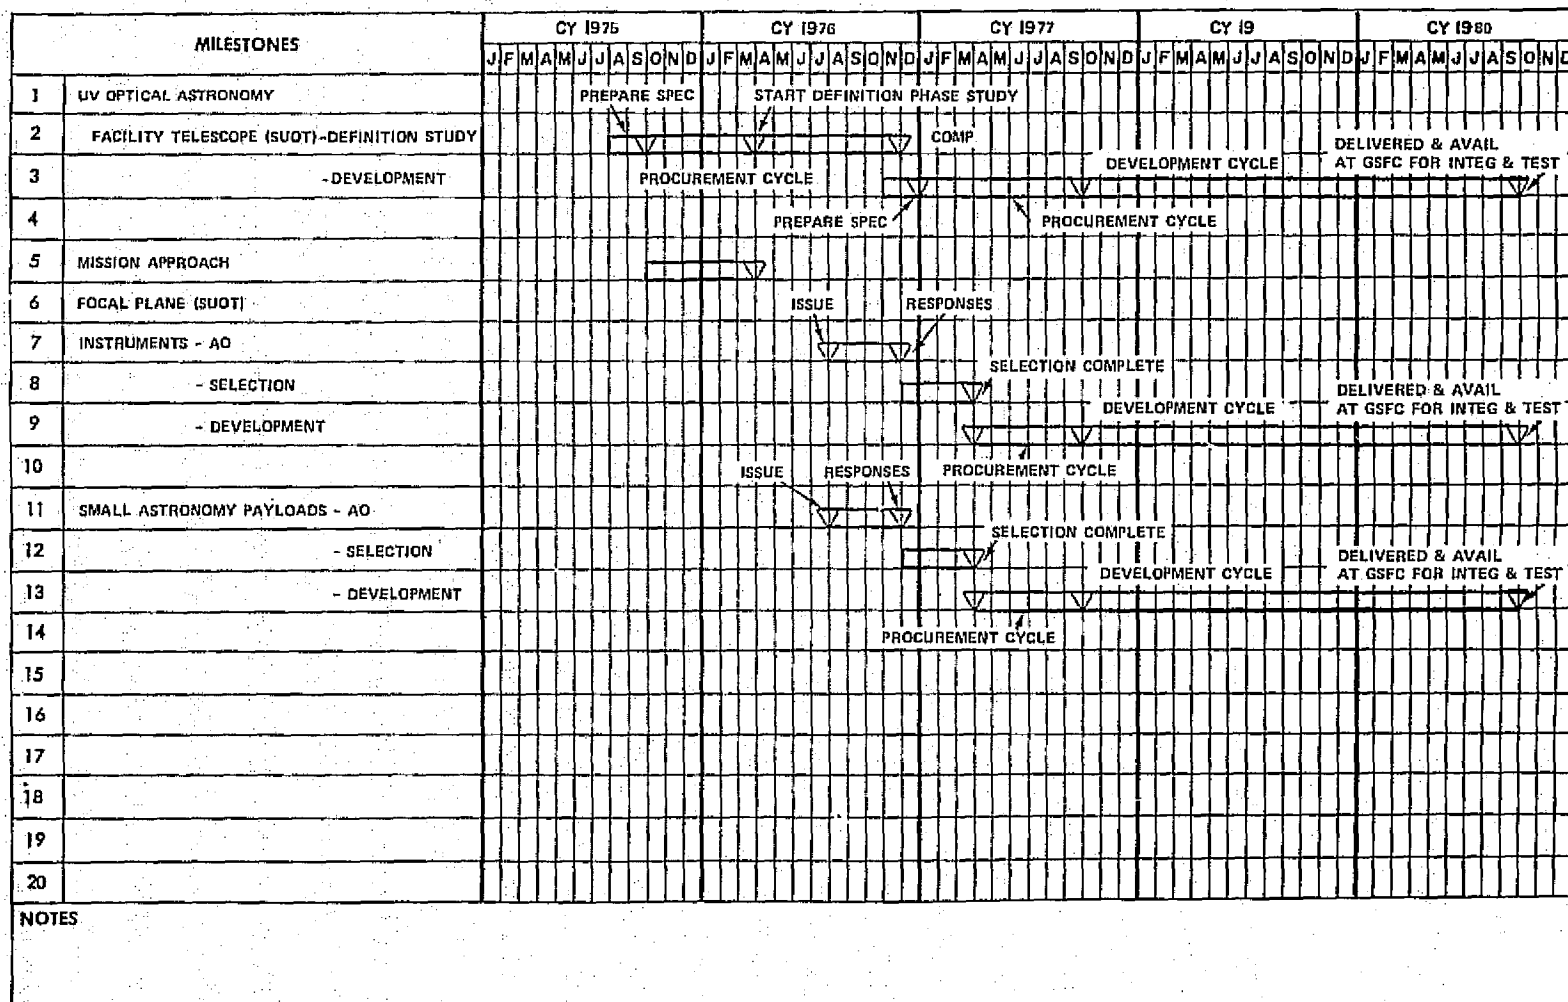 MILESTONES
CY 1975
CY 1976
CY 1977
CY 19
CY 1980
J F M A M J J A S O N D J F M A M J J A S O N D J F M A M J J A S O N D J F M A M J J A S O N D J F M A M J J A S O N D
1 UV OPTICAL ASTRONOMY
PREPARE SPEC
START DEFINITION PHASE STUDY
2 FACILITY TELESCOPE (SUOT)-DEFINITION STUDY
COMP
DELIVERED & AVAIL
AT GSFC FOR INTEG & TEST
DEVELOPMENT CYCLE
3 -DEVELOPMENT
PROCUREMENT CYCLE
4
PREPARE SPEC
PROCUREMENT CYCLE
5 MISSION APPROACH
6 FOCAL PLANE (SUOT)
ISSUE
RESPONSES
7 INSTRUMENTS - AO
SELECTION COMPLETE
8 - SELECTION
DELIVERED & AVAIL
AT GSFC FOR INTEG & TEST
DEVELOPMENT CYCLE
9 - DEVELOPMENT
10
ISSUE
RESPONSES
PROCUREMENT CYCLE
11 SMALL ASTRONOMY PAYLOADS - AO
SELECTION COMPLETE
12 - SELECTION
DELIVERED & AVAIL
AT GSFC FOR INTEG & TEST
DEVELOPMENT CYCLE
13 - DEVELOPMENT
14
PROCUREMENT CYCLE
15
16
17
18
19
20
NOTES